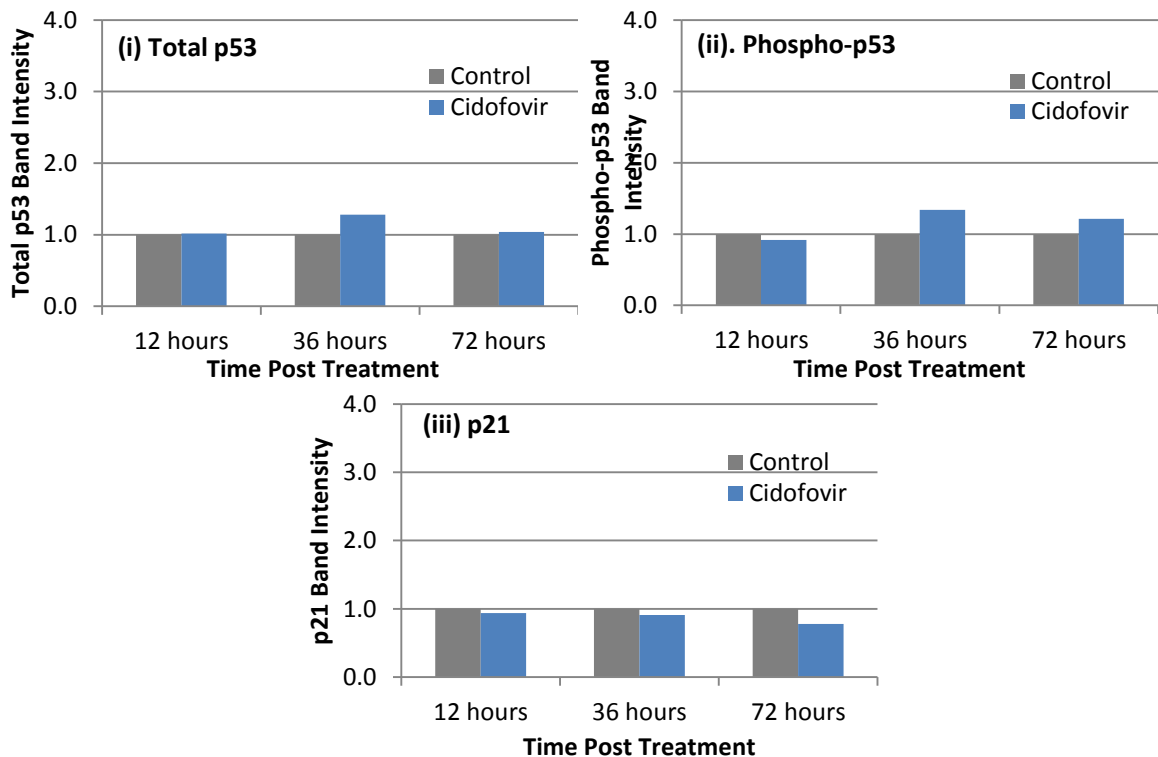 (i) Total p53
Control
Cidofovir
Total p53 Band Intensity
4.0
3.0
2.0
1.0
0.0
12 hours 36 hours 72 hours
Time Post Treatment
(ii). Phospho-p53
Control
Cidofovir
Phospho-p53 Band
Intensity
4.0
3.0
2.0
1.0
0.0
12 hours 36 hours 72 hours
Time Post Treatment
(iii) p21
Control
Cidofovir
p21 Band Intensity
4.0
3.0
2.0
1.0
0.0
12 hours 36 hours 72 hours
Time Post Treatment